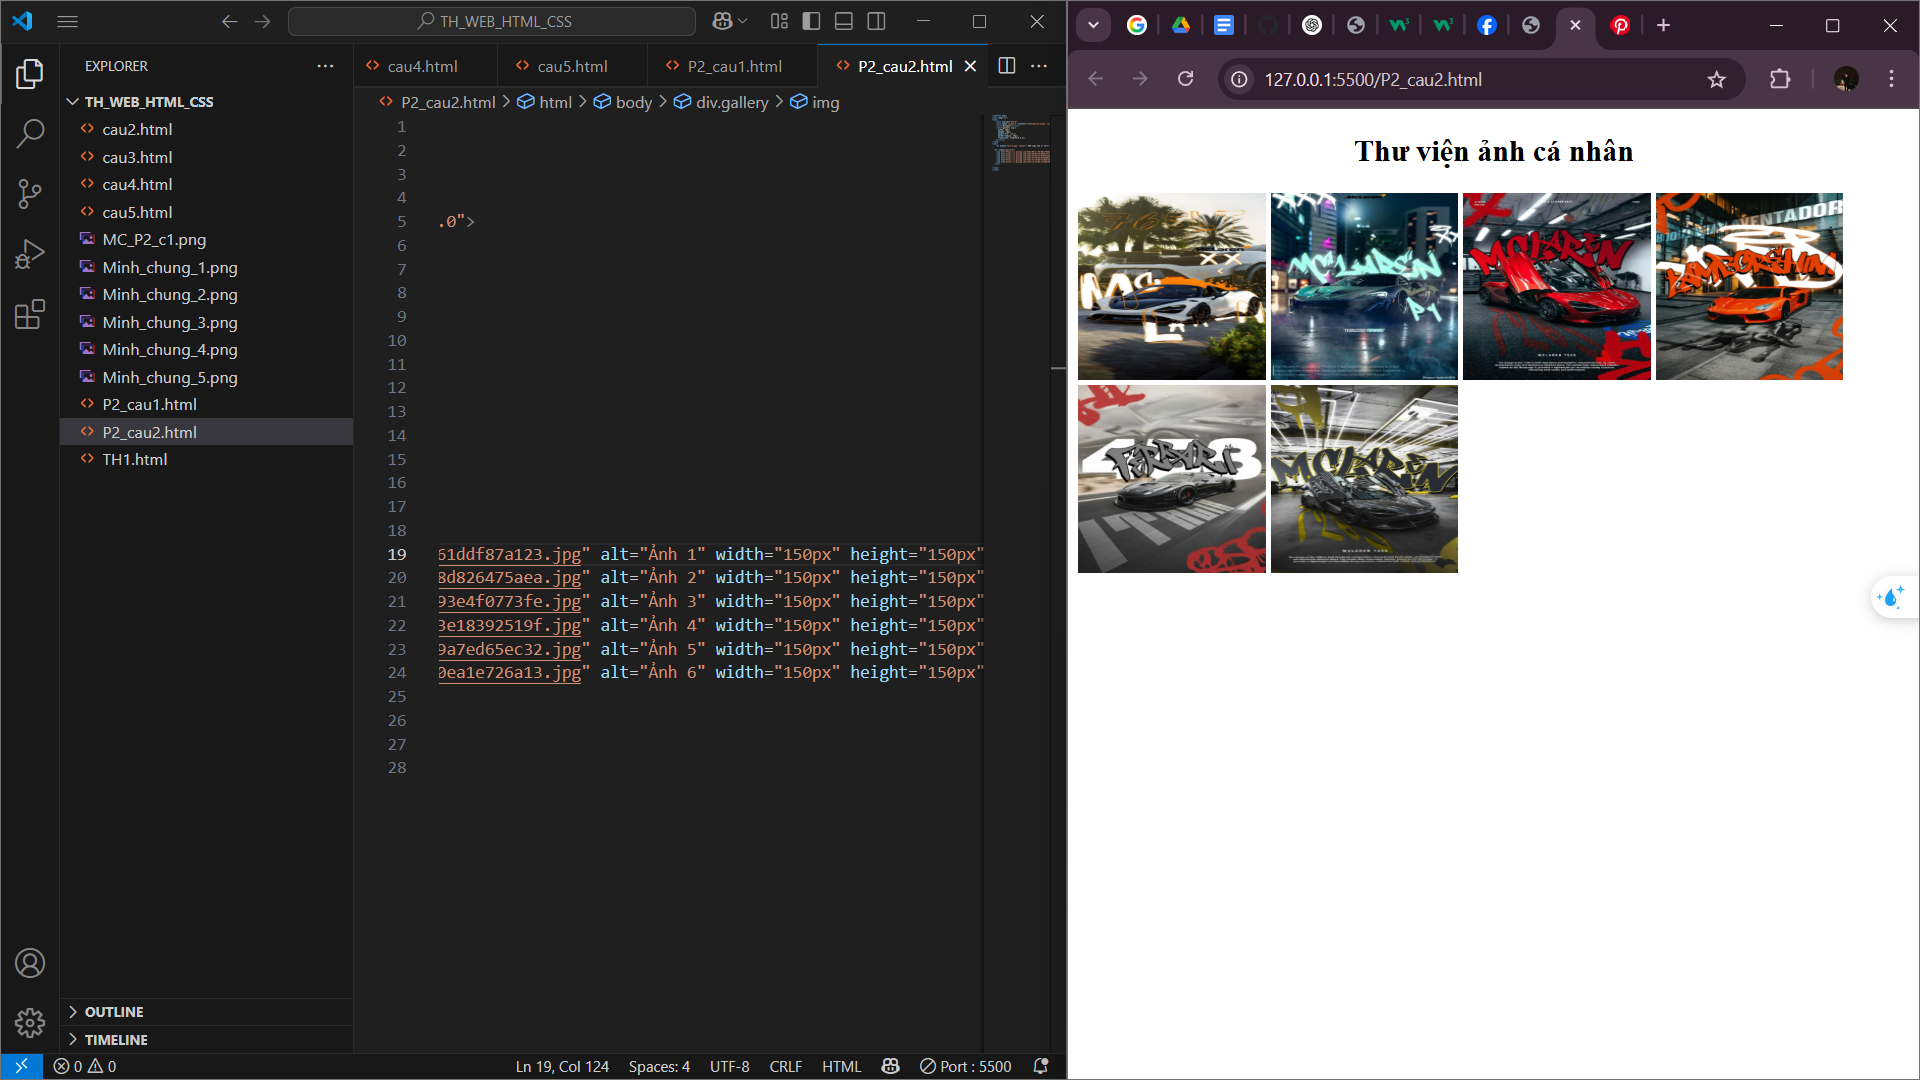 TH_WEB_HTML_CSS
EXPLORER
TH_WEB_HTML_CSS
cau2.html
cau3.html
cau4.html
cau5.html
MC_P2_c1.png
Minh_chung_1.png
Minh_chung_2.png
Minh_chung_3.png
Minh_chung_4.png
Minh_chung_5.png
P2_cau1.html
P2_cau2.html
TH1.html
OUTLINE
TIMELINE
cau4.html cau5.html P2_cau1.html P2_cau2.html
P2_cau2.html > html > body > div.gallery > img
1
2
3
4
5 .0">
6
7
8
9
10
11
12
13
14
15
16
17
18
19 61ddf87a123.jpg" alt="Ảnh 1" width="150px" height="150px"
20 8d826475aea.jpg" alt="Ảnh 2" width="150px" height="150px"
21 93e4f0773fe.jpg" alt="Ảnh 3" width="150px" height="150px"
22 3e18392519f.jpg" alt="Ảnh 4" width="150px" height="150px"
23 9a7ed65ec32.jpg" alt="Ảnh 5" width="150px" height="150px"
24 0ea1e726a13.jpg" alt="Ảnh 6" width="150px" height="150px"
25
26
27
28
0 0 Ln 19, Col 124 Spaces: 4 UTF-8 CRLF HTML Port : 5500
127.0.0.1:5500/P2_cau2.html
Thư viện ảnh cá nhân
MCLAREN
P1
MCLAREN
LAMBORGHINI
FERRARI
MCLAREN